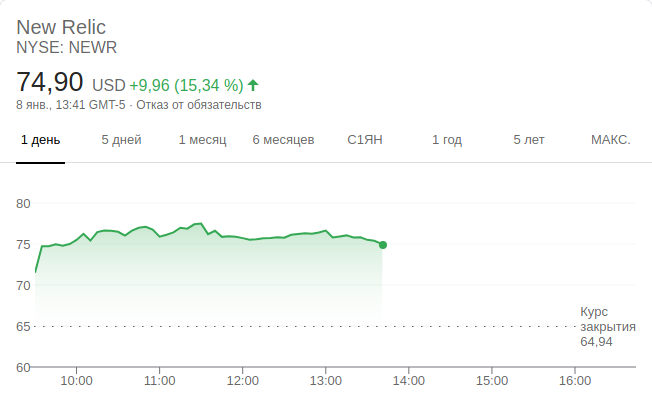 New Relic
NYSE: NEWR
74,90 USD +9,96 (15,34 %)
8 янв., 13:41 GMT-5 · Отказ от обязательств
1 день 5 дней 1 месяц 6 месяцев С1ЯН 1 год 5 лет МАКС.
80
75
70
65
Курс
закрытия
64,94
60
10:00 11:00 12:00 13:00 14:00 15:00 16:00